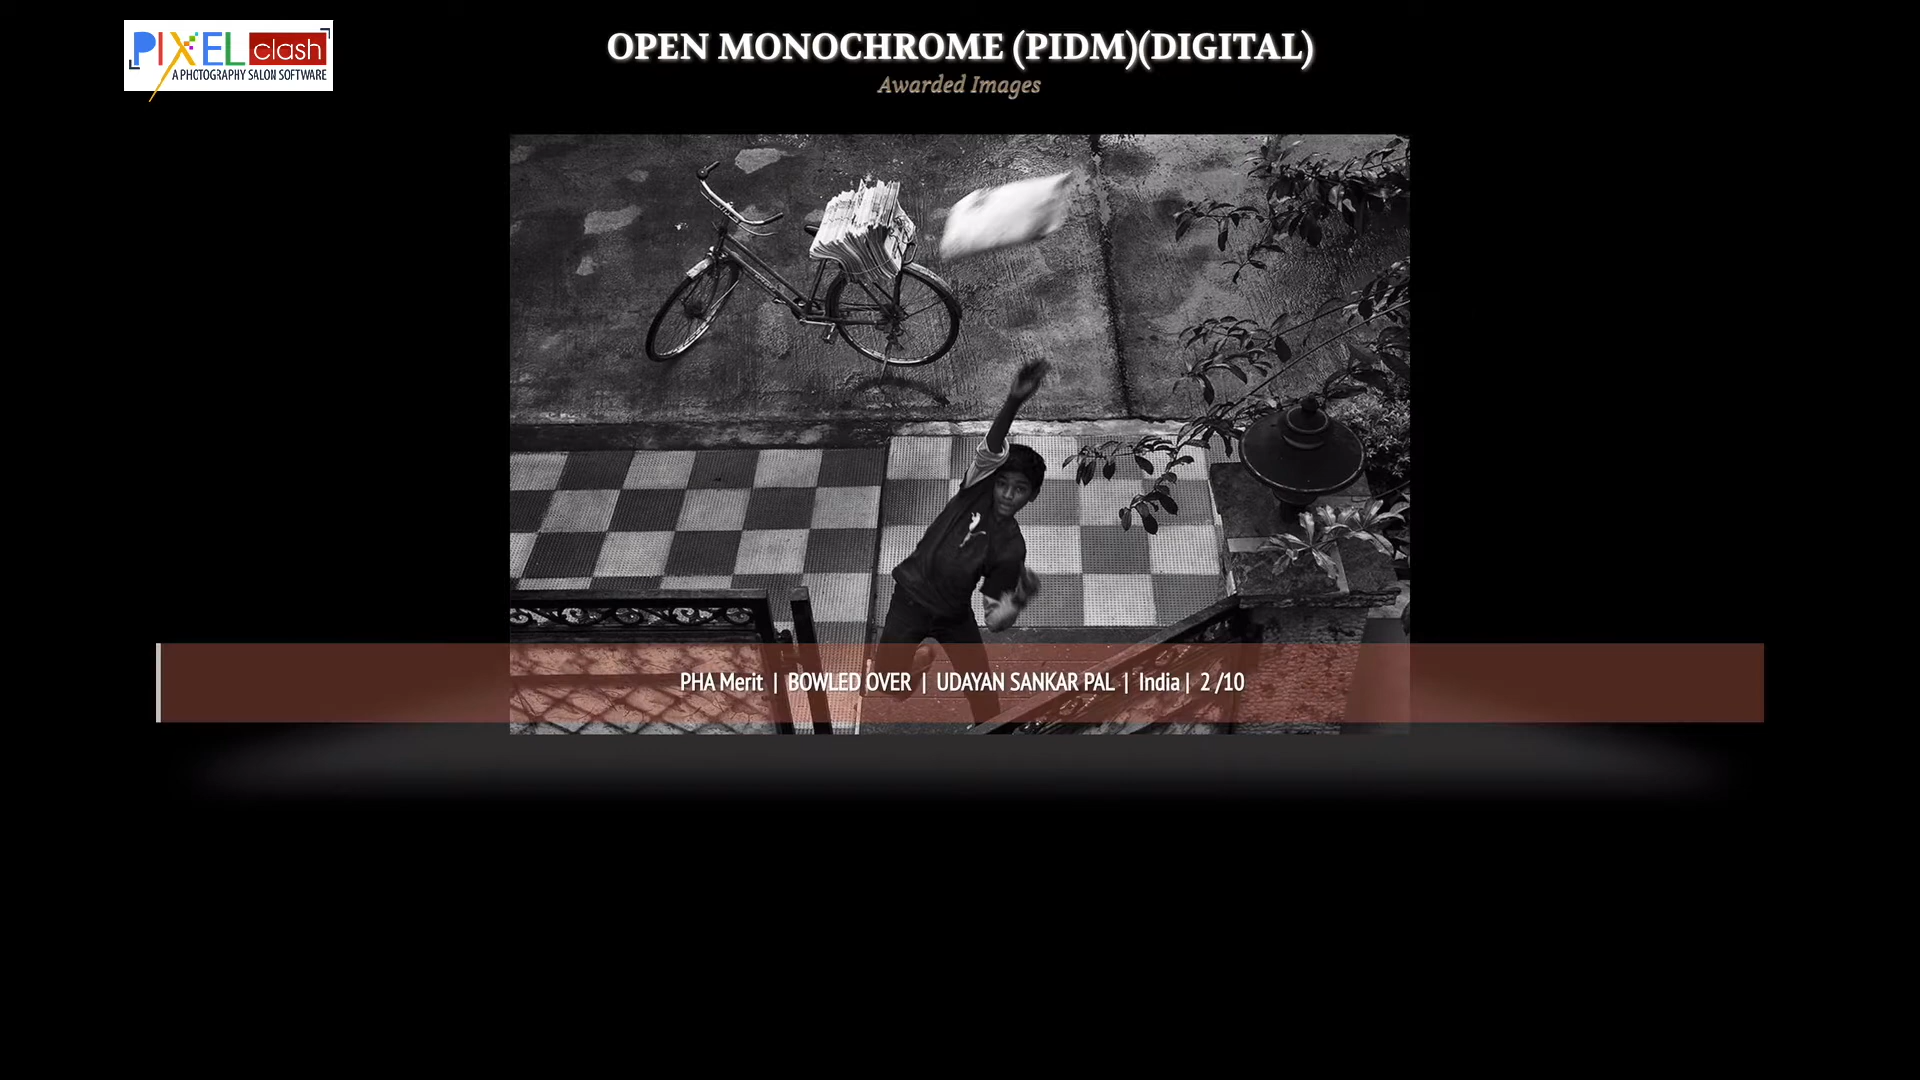 PIXEL clash
A PHOTOGRAPHY SALON SOFTWARE
OPEN MONOCHROME (PIDM)(DIGITAL)
Awarded Images
PHA Merit | BOWLED OVER | UDAYAN SANKAR PAL | India | 2 /10